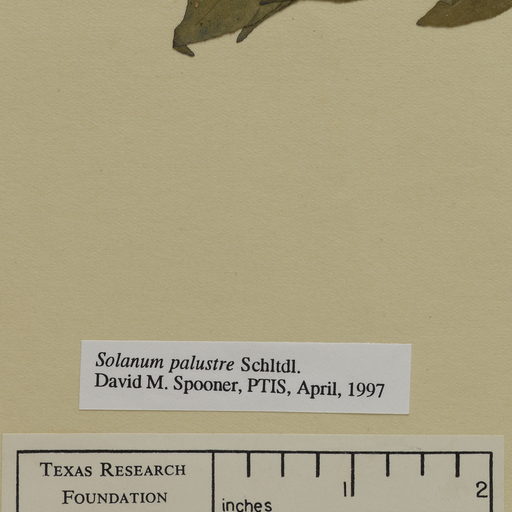 Solanum palustre Schltdl.
David M. Spooner, PTIS, April, 1997
TEXAS RESEARCH
FOUNDATION
inches
1
2